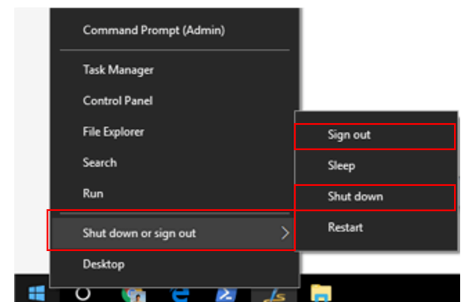 Command Prompt (Admin)
Task Manager
Control Panel
File Explorer
Search
Run
Shut down or sign out
Desktop
Sign out
Sleep
Shut down
Restart